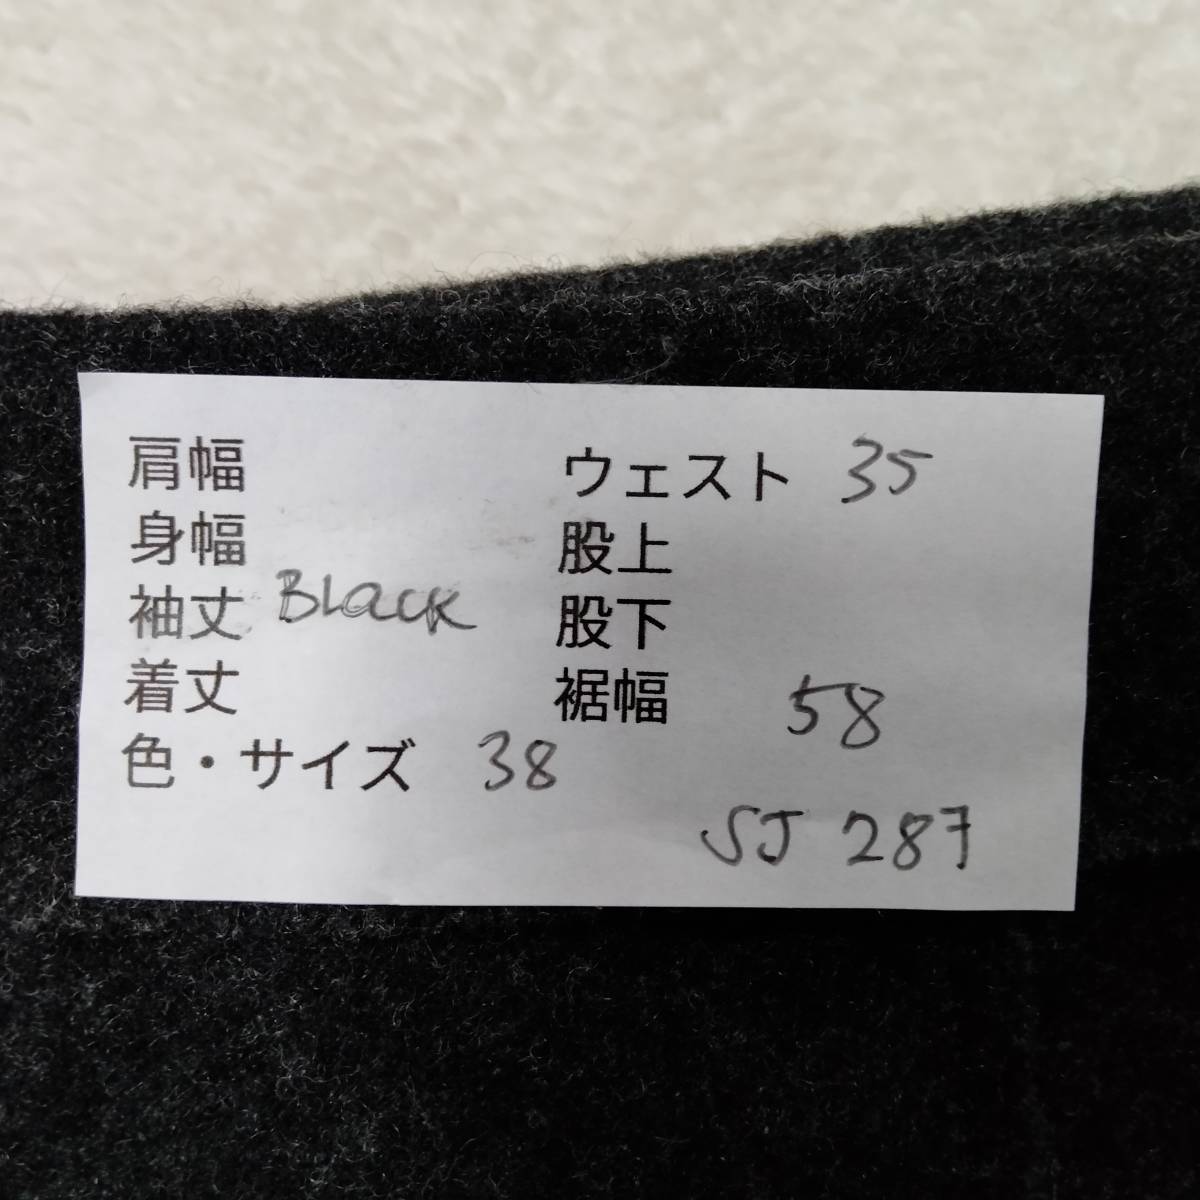 肩幅
身幅
袖丈 Black
着丈
色・サイズ 38
ウェスト 35
股上
股下
裾幅 58
SJ 287